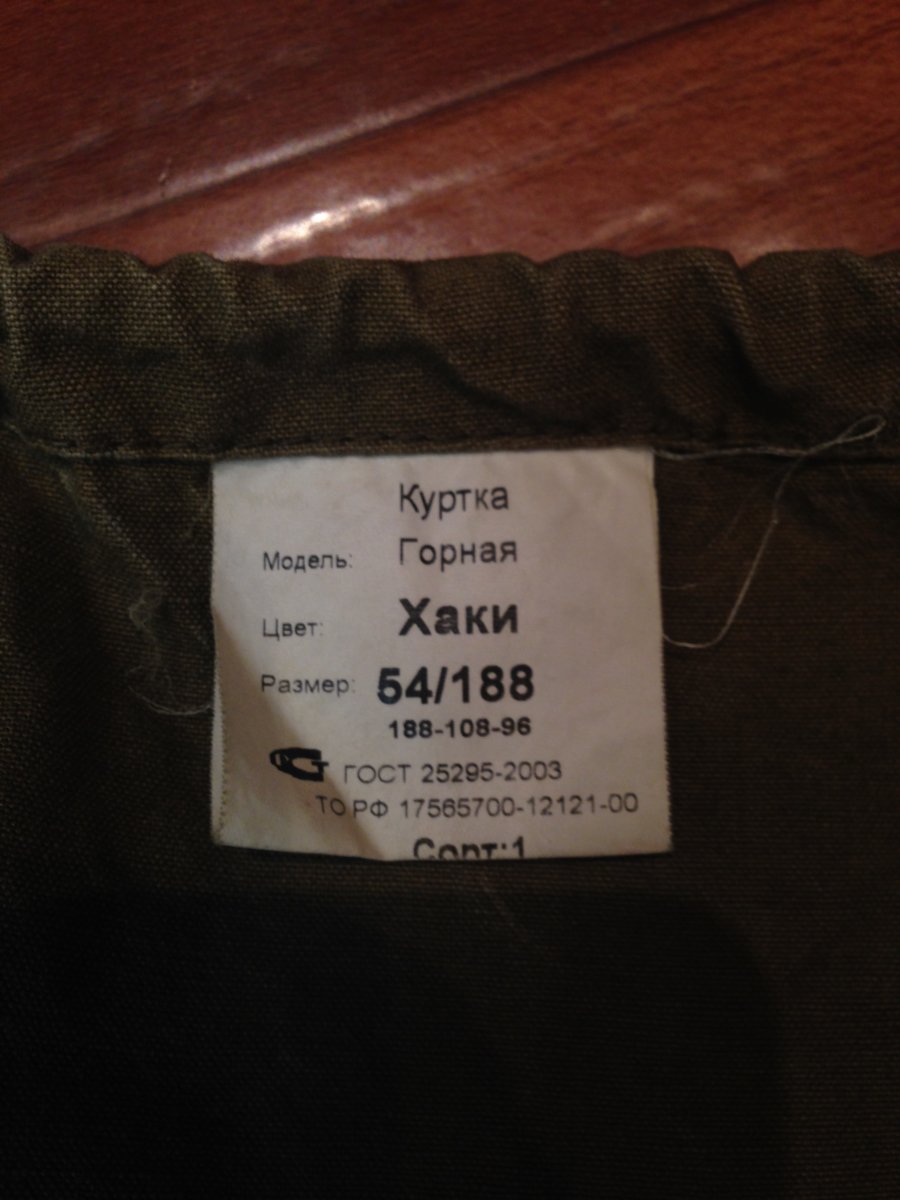 Куртка
Модель: Горная
Цвет: Хаки
Размер: 54/188
188-108-96
ГОСТ 25295-2003
ТО РФ 17565700-12121-00
Сорт:1